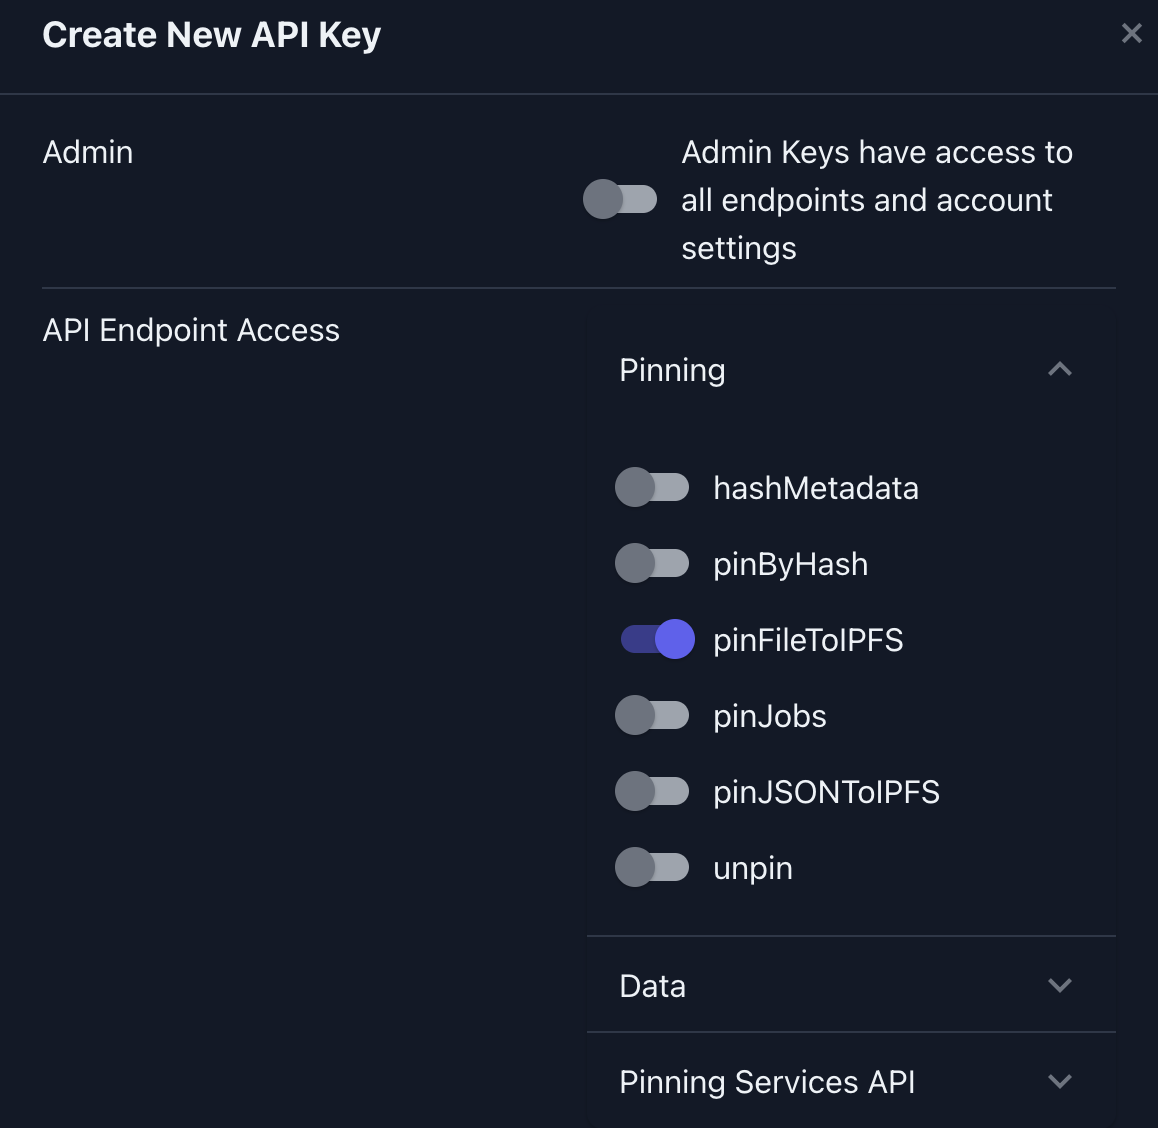 Create New API Key
Admin
Admin Keys have access to
all endpoints and account
settings
API Endpoint Access
Pinning
hashMetadata
pinByHash
pinFileToIPFS
pinJobs
pinJSONToIPFS
unpin
Data
Pinning Services API